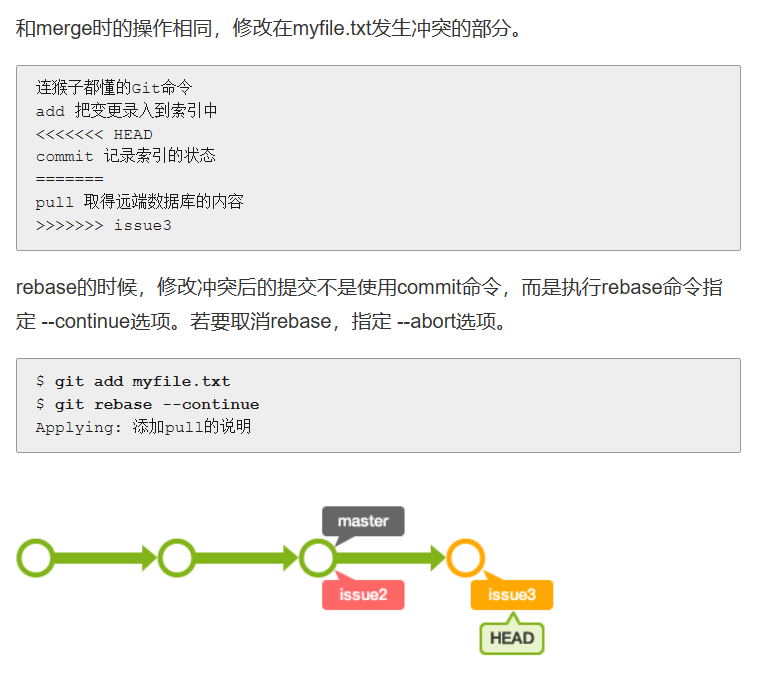 和merge时的操作相同，修改在myfile.txt发生冲突的部分。
连猴子都懂的Git命令
add 把变更录入到索引中
<<<<<<< HEAD
commit 记录索引的状态
=======
pull 取得远端数据库的内容
>>>>>>> issue3
rebase的时候，修改冲突后的提交不是使用commit命令，而是执行rebase命令指
定 --continue选项。若要取消rebase，指定 --abort选项。
$ git add myfile.txt
$ git rebase --continue
Applying: 添加pull的说明
master
issue2
issue3
HEAD